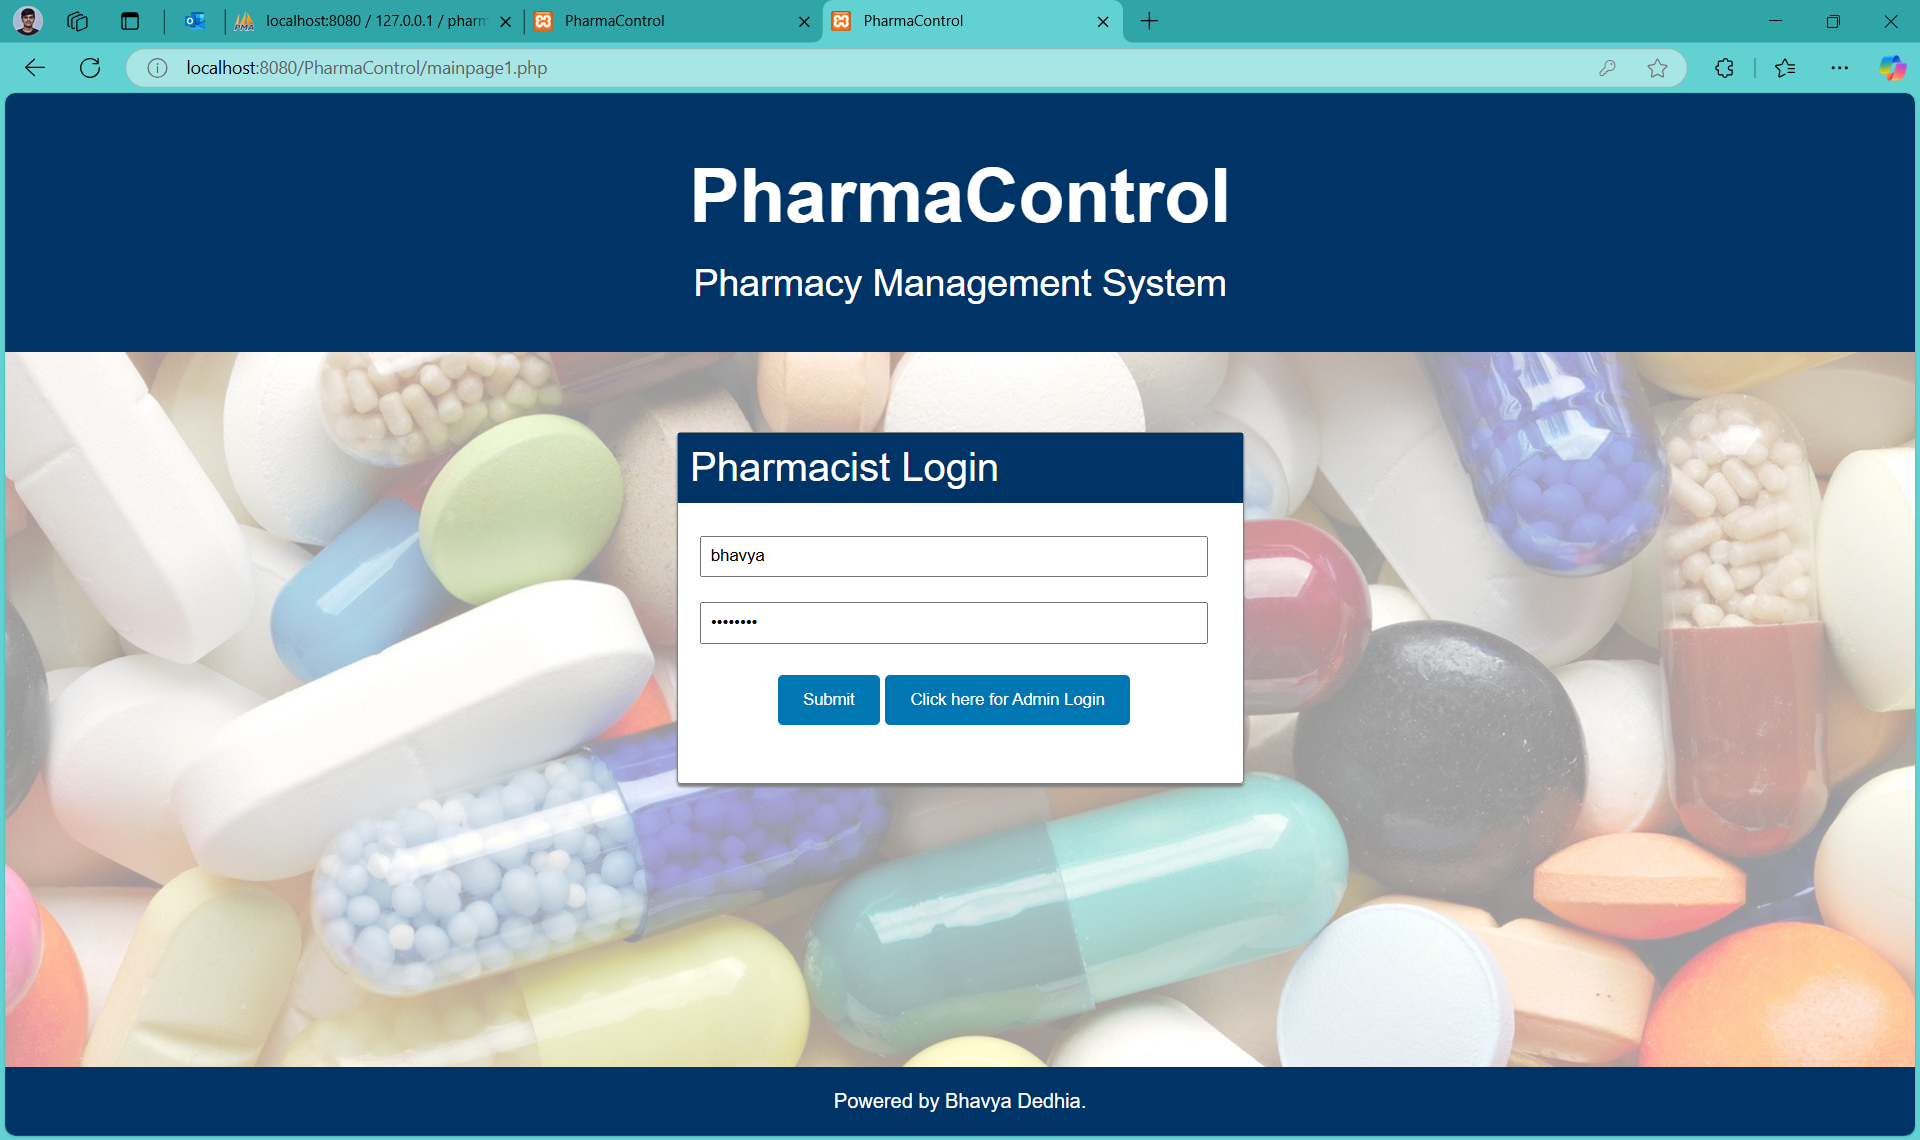 localhost:8080 / 127.0.0.1 / pharm
PharmaControl
PharmaControl
localhost:8080/PharmaControl/mainpage1.php
PharmaControl
Pharmacy Management System
Pharmacist Login
bhavya
••••••••
Submit
Click here for Admin Login
Powered by Bhavya Dedhia.